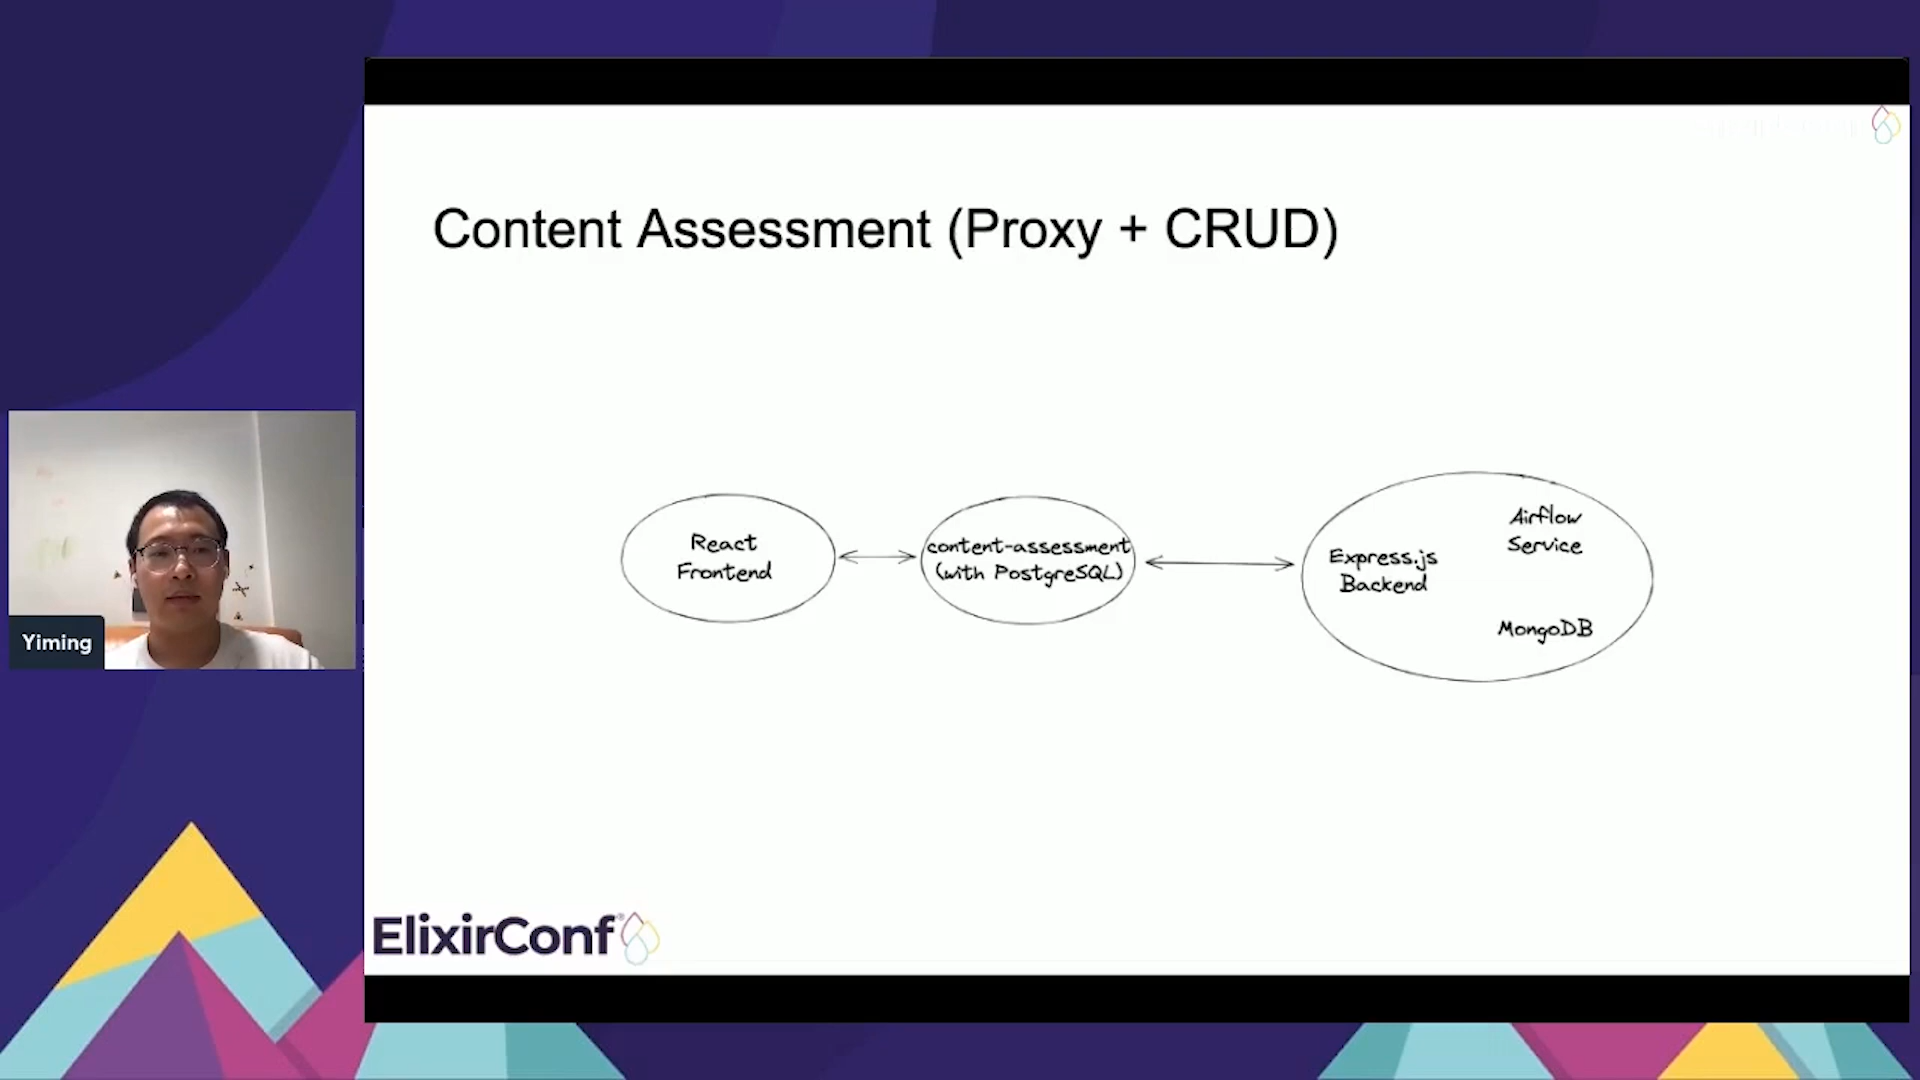 Content Assessment (Proxy + CRUD)
React
Frontend
content-assessment
(with PostgreSQL)
Express.js
Backend
Airflow
Service
MongoDB
Yiming
ElixirConf®